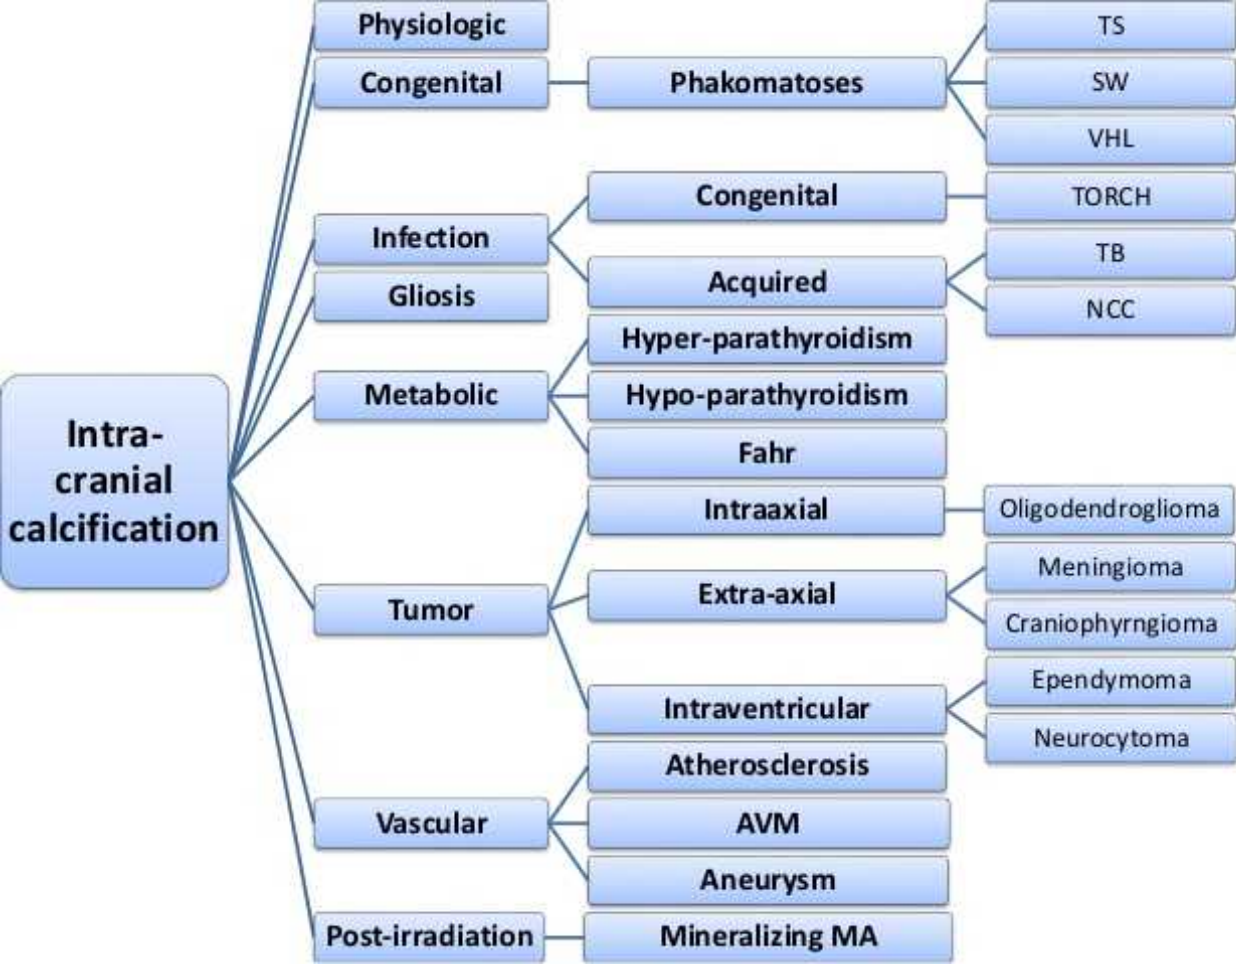 Physiologic
TS
Congenital
Phakomatoses
SW
VHL
Congenital
TORCH
Infection
TB
Acquired
Gliosis
NCC
Hyper-parathyroidism
Metabolic
Hypo-parathyroidism
Intra-
cranial
calcification
Fahr
Intraaxial
Oligodendroglioma
Meningioma
Extra-axial
Tumor
Craniophyrngioma
Ependymoma
Intraventricular
Neurocytoma
Atherosclerosis
Vascular
AVM
Aneurysm
Post-irradiation
Mineralizing MA